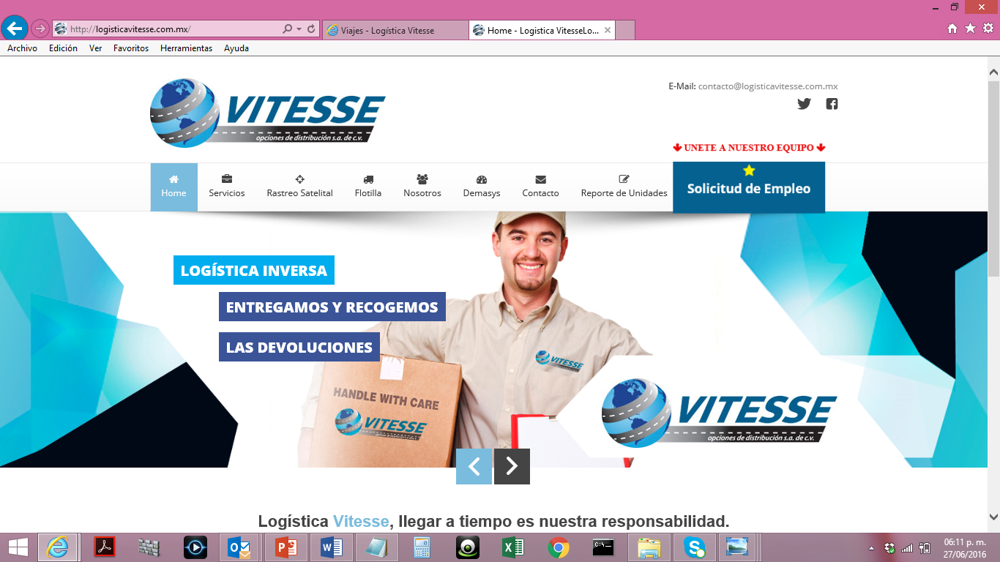 http://logisticavitesse.com.mx/
Viajes - Logística Vitesse
Home - Logistica VitesseLo...
Archivo Edición Ver Favoritos Herramientas Ayuda
VITESSE
opciones de distribución s.a. de c.v.
E-Mail: contacto@logisticavitesse.com.mx
UNETE A NUESTRO EQUIPO
Home Servicios Rastreo Satelital Flotilla Nosotros Demasys Contacto Reporte de Unidades
Solicitud de Empleo
LOGÍSTICA INVERSA
ENTREGAMOS Y RECOGEMOS
LAS DEVOLUCIONES
VITESSE
HANDLE WITH CARE
VITESSE
VITESSE
opciones de distribución s.a. de c.v.
Logística Vitesse, llegar a tiempo es nuestra responsabilidad.
06:11 p. m.
27/06/2016